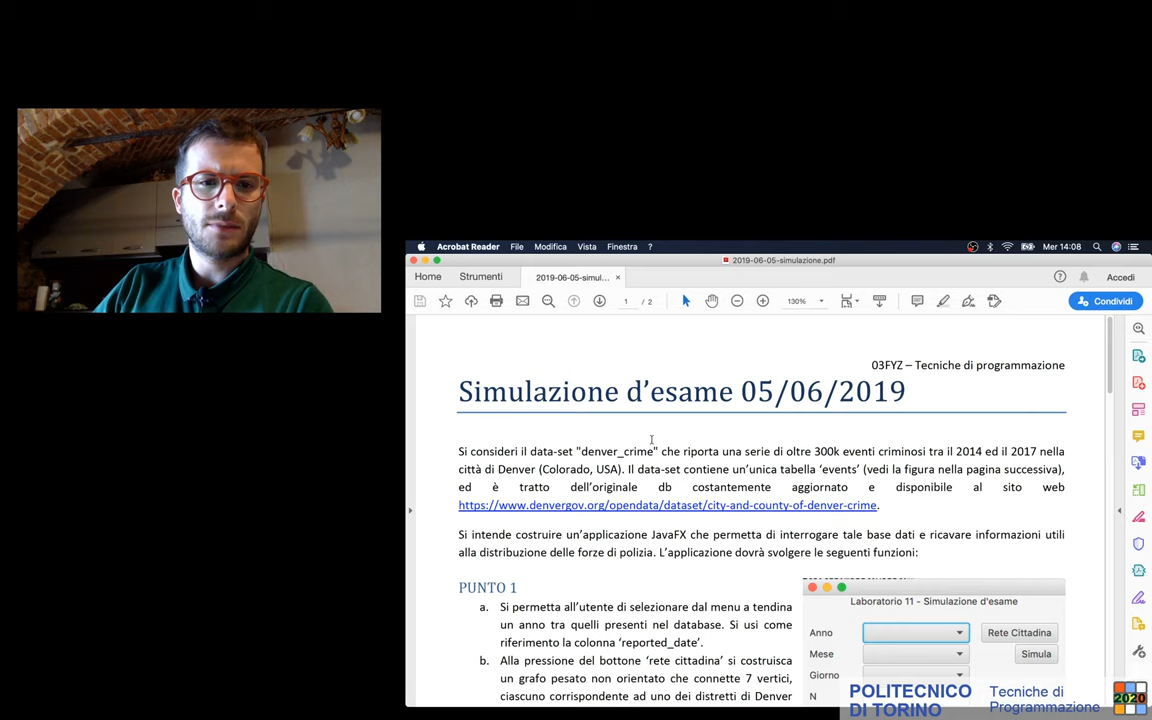 Acrobat Reader File Modifica Vista Finestra ? Mer 14:08
2019-06-05-simulazione.pdf
Home Strumenti 2019-06-05-simul... × Accedi
1 / 2 130% Condividi
03FYZ – Tecniche di programmazione
Simulazione d’esame 05/06/2019
Si consideri il data-set "denver_crime" che riporta una serie di oltre 300k eventi criminosi tra il 2014 ed il 2017 nella
città di Denver (Colorado, USA). Il data-set contiene un’unica tabella ‘events’ (vedi la figura nella pagina successiva),
ed è tratto dell’originale db costantemente aggiornato e disponibile al sito web
https://www.denvergov.org/opendata/dataset/city-and-county-of-denver-crime.
Si intende costruire un’applicazione JavaFX che permetta di interrogare tale base dati e ricavare informazioni utili
alla distribuzione delle forze di polizia. L’applicazione dovrà svolgere le seguenti funzioni:
PUNTO 1
a. Si permetta all’utente di selezionare dal menu a tendina
un anno tra quelli presenti nel database. Si usi come
riferimento la colonna ‘reported_date’.
b. Alla pressione del bottone ‘rete cittadina’ si costruisca
un grafo pesato non orientato che connette 7 vertici,
ciascuno corrispondente ad uno dei distretti di Denver
Laboratorio 11 - Simulazione d'esame
Anno Rete Cittadina
Mese Simula
Giorno
N
POLITECNICO
DI TORINO
Tecniche di
Programmazione
2020